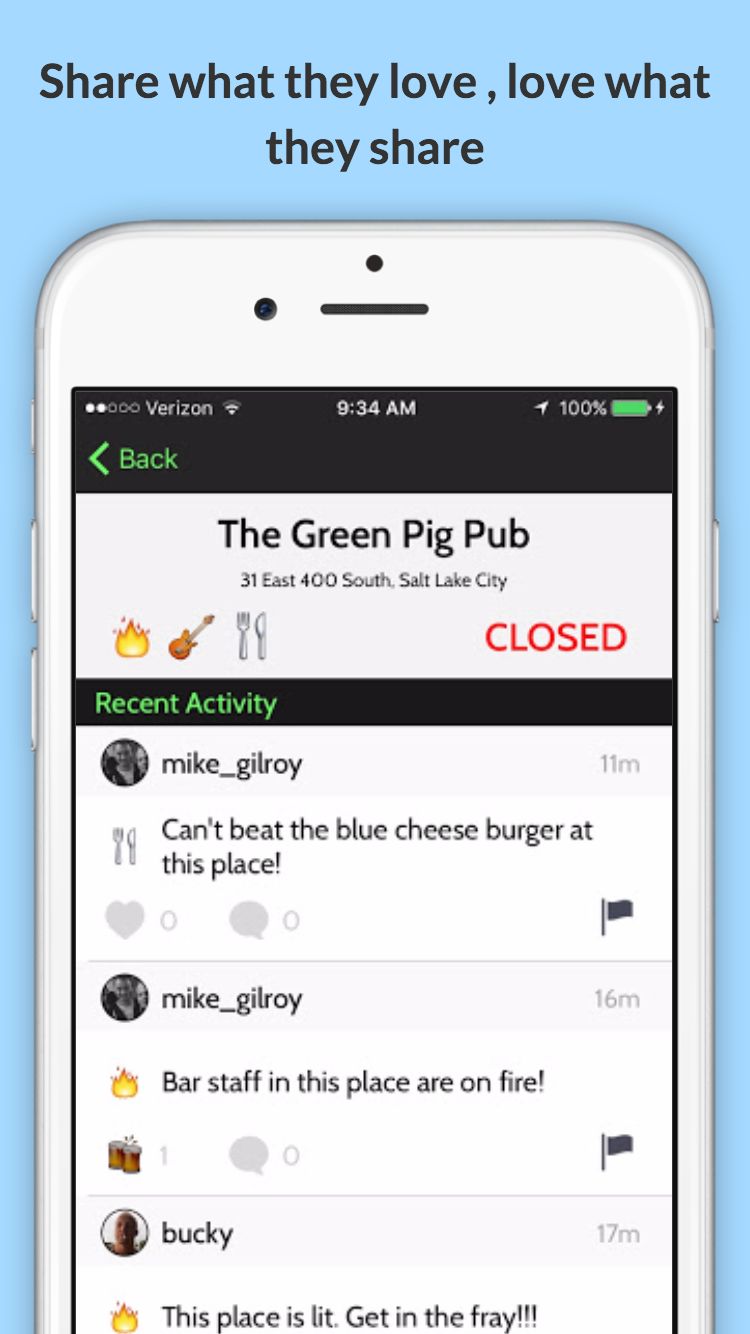 Share what they love , love what
they share
Verizon 9:34 AM 100%
Back
The Green Pig Pub
31 East 400 South, Salt Lake City
CLOSED
Recent Activity
mike_gilroy 11m
Can't beat the blue cheese burger at
this place!
0 0
mike_gilroy 16m
Bar staff in this place are on fire!
1 0
bucky 17m
This place is lit. Get in the fray!!!